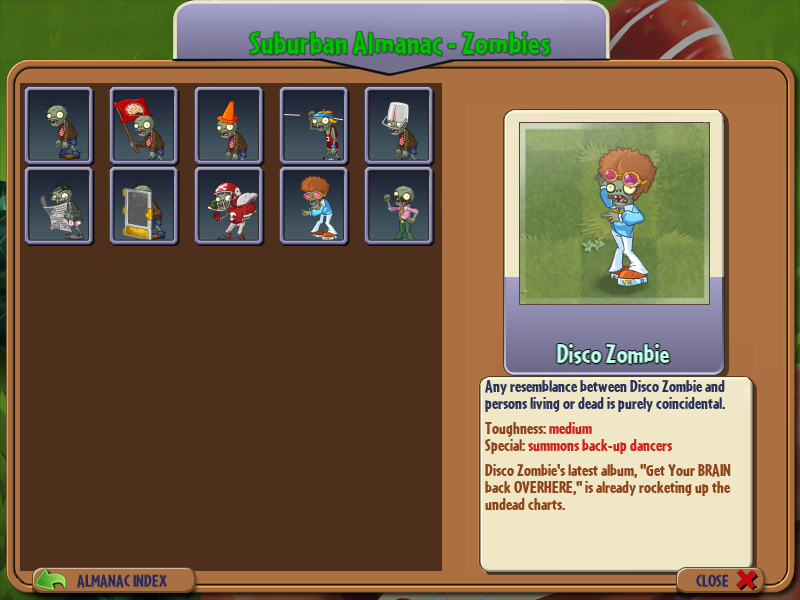 Suburban Almanac - Zombies
Disco Zombie
Any resemblance between Disco Zombie and
persons living or dead is purely coincidental.
Toughness: medium
Special: summons back-up dancers
Disco Zombie's latest album, "Get Your BRAIN
back OVERHERE," is already rocketing up the
undead charts.
ALMANAC INDEX
CLOSE